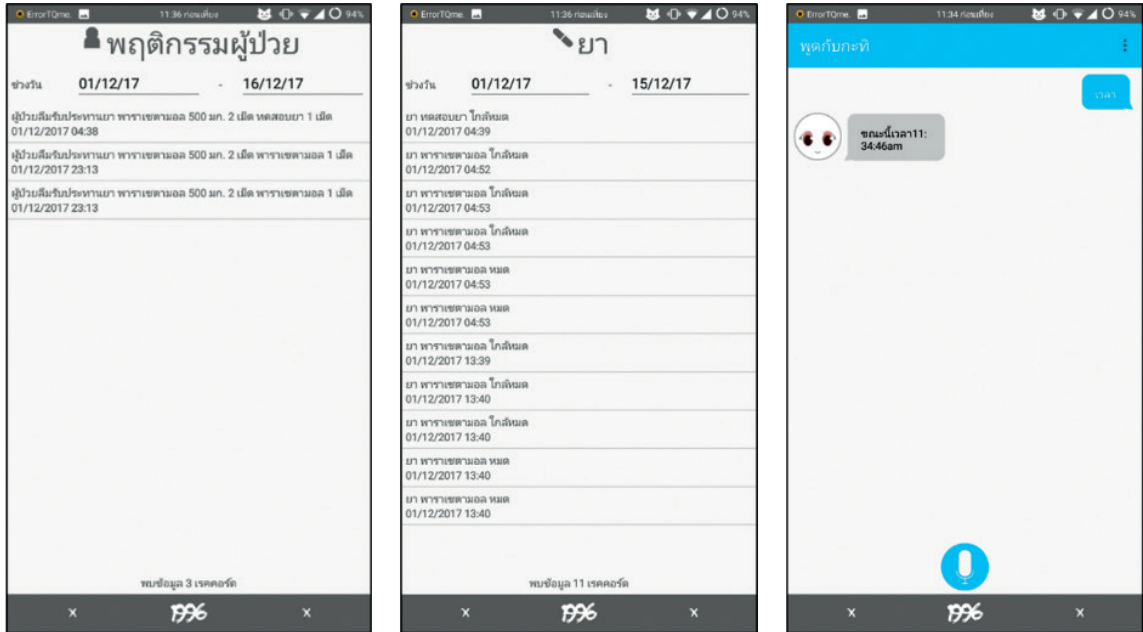 ErrorTQme. 11:36 ก่อนเที่ยง 94%
พฤติกรรมผู้ป่วย
ช่วงวัน 01/12/17 - 16/12/17
ผู้ป่วยลืมรับประทานยา พาราเซตามอล 500 มก. 2 เม็ด ทดสอบยา 1 เม็ด
01/12/2017 04:38
ผู้ป่วยลืมรับประทานยา พาราเซตามอล 500 มก. 2 เม็ด พาราเซตามอล 1 เม็ด
01/12/2017 23:13
ผู้ป่วยลืมรับประทานยา พาราเซตามอล 500 มก. 2 เม็ด พาราเซตามอล 1 เม็ด
01/12/2017 23:13
พบข้อมูล 3 เรคคอร์ด
x 1996 x
ErrorTQme. 11:36 ก่อนเที่ยง 94%
ยา
ช่วงวัน 01/12/17 - 15/12/17
ยา ทดสอบยา ใกล้หมด
01/12/2017 04:39
ยา พาราเซตามอล ใกล้หมด
01/12/2017 04:52
ยา พาราเซตามอล ใกล้หมด
01/12/2017 04:53
ยา พาราเซตามอล ใกล้หมด
01/12/2017 04:53
ยา พาราเซตามอล หมด
01/12/2017 04:53
ยา พาราเซตามอล หมด
01/12/2017 04:53
ยา พาราเซตามอล ใกล้หมด
01/12/2017 13:39
ยา พาราเซตามอล ใกล้หมด
01/12/2017 13:40
ยา พาราเซตามอล ใกล้หมด
01/12/2017 13:40
ยา พาราเซตามอล หมด
01/12/2017 13:40
ยา พาราเซตามอล หมด
01/12/2017 13:40
พบข้อมูล 11 เรคคอร์ด
x 1996 x
ErrorTQme. 11:34 ก่อนเที่ยง 94%
พูดกับกะทิ
เวลา
ขณะนี้เวลา11:
34:46am
x 1996 x